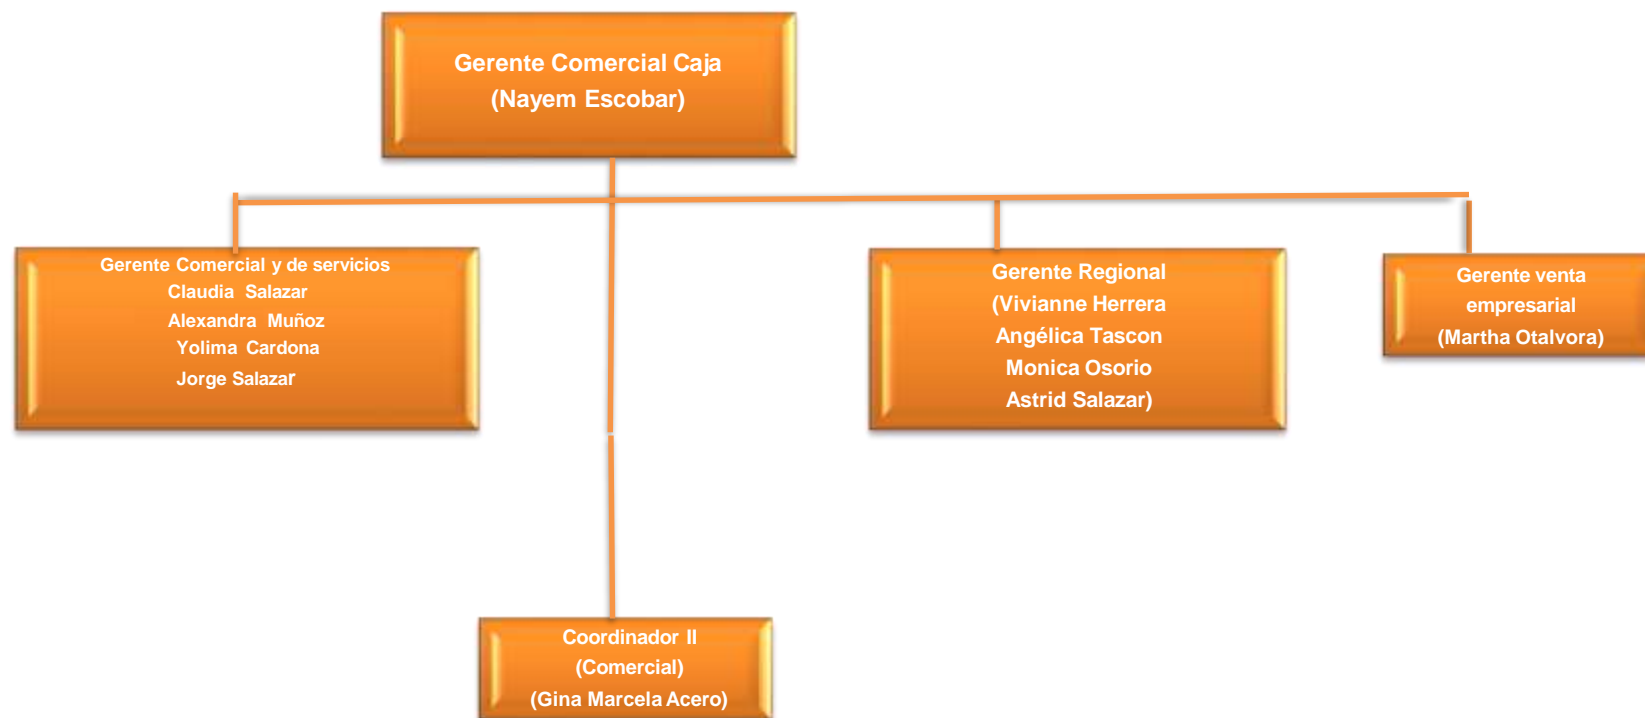 Gerente Comercial Caja
(Nayem Escobar)
Gerente Comercial y de servicios
Claudia Salazar
Alexandra Muñoz
Yolima Cardona
Jorge Salazar
Gerente Regional
(Vivianne Herrera
Angélica Tascon
Monica Osorio
Astrid Salazar)
Gerente venta
empresarial
(Martha Otalvora)
Coordinador II
(Comercial)
(Gina Marcela Acero)